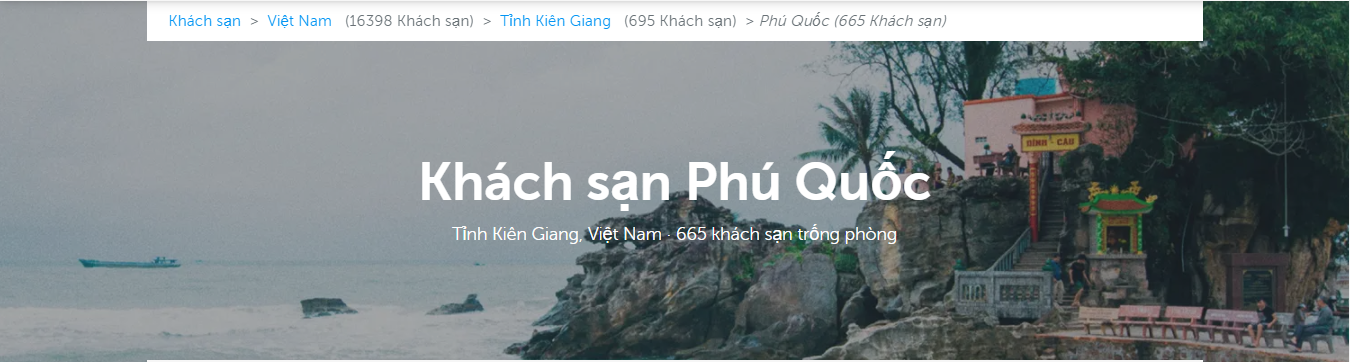 Khách sạn > Việt Nam (16398 Khách sạn) > Tỉnh Kiên Giang (695 Khách sạn) > Phú Quốc (665 Khách sạn)
DINH - CẬU
Khách sạn Phú Quốc
Tỉnh Kiên Giang, Việt Nam · 665 khách sạn trống phòng